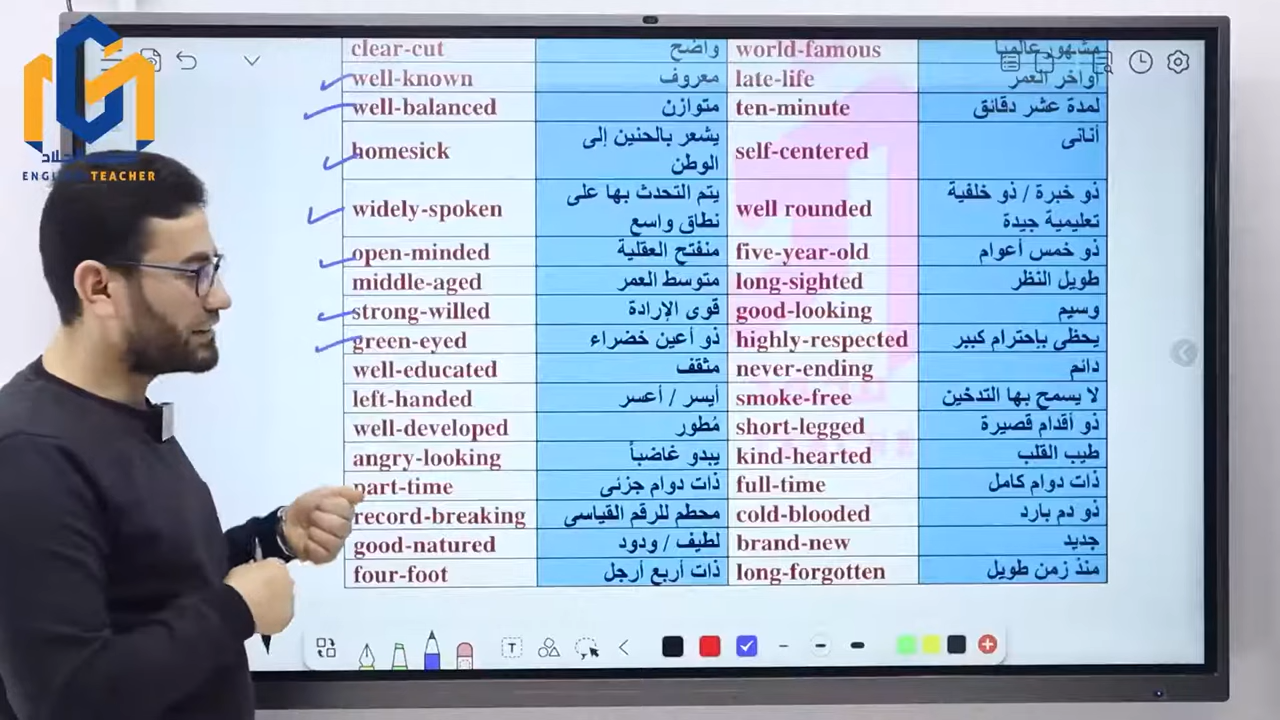 clear-cut واضح world-famous مشهور عالمياً
well-known معروف late-life أواخر العمر
well-balanced متوازن ten-minute لمدة عشر دقائق
homesick يشعر بالحنين إلى الوطن self-centered أنانى
widely-spoken يتم التحدث بها على نطاق واسع well rounded ذو خبرة / ذو خلفية تعليمية جيدة
open-minded منفتح العقلية five-year-old ذو خمس أعوام
middle-aged متوسط العمر long-sighted طويل النظر
strong-willed قوى الإرادة good-looking وسيم
green-eyed ذو أعين خضراء highly-respected يحظى بإحترام كبير
well-educated مثقف never-ending دائم
left-handed أيسر / أعسر smoke-free لا يسمح بها التدخين
well-developed مُطور short-legged ذو أقدام قصيرة
angry-looking يبدو غاضباً kind-hearted طيب القلب
part-time ذات دوام جزئى full-time ذات دوام كامل
record-breaking محطم للرقم القياسى cold-blooded ذو دم بارد
good-natured لطيف / ودود brand-new جديد
four-foot ذات أربع أرجل long-forgotten منذ زمن طويل
TEACHER
T